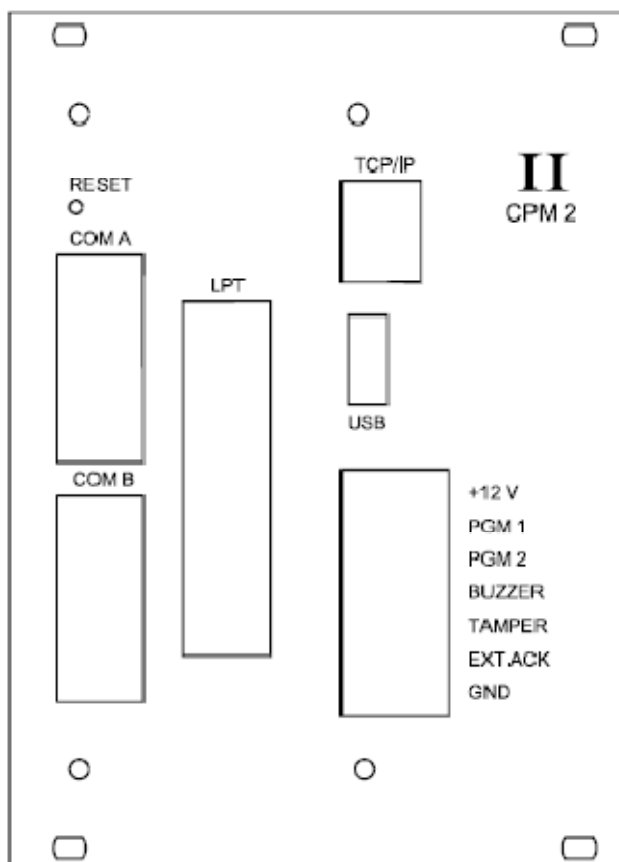 TCP/IP
II
CPM 2
RESET
COM A
LPT
USB
COM B
+12 V
PGM 1
PGM 2
BUZZER
TAMPER
EXT.ACK
GND